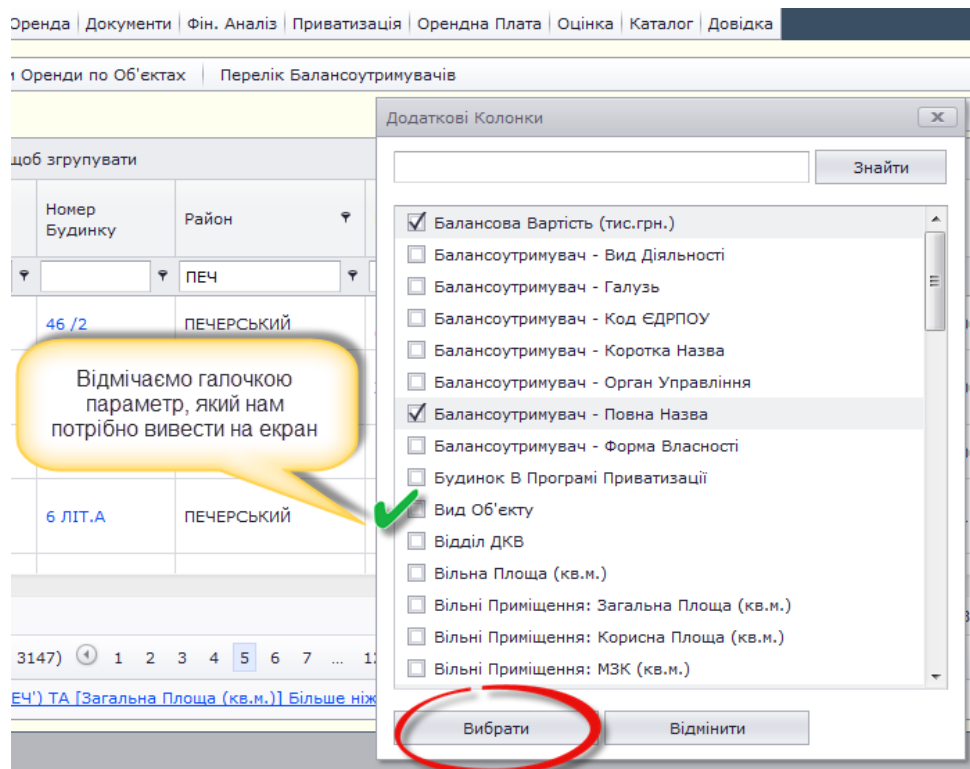 Оренда Документи Фін. Аналіз Приватизація Орендна Плата Оцінка Каталог Довідка
Оренди по Об'єктах Перелік Балансоутримувачів
Додаткові Колонки
Знайти
щоб згрупувати
Номер
Будинку
Район
ПЕЧ
46 /2 ПЕЧЕРСЬКИЙ
Відмічаємо галочкою
параметр, який нам
потрібно вивести на екран
6 ЛІТ.А ПЕЧЕРСЬКИЙ
Балансова Вартість (тис.грн.)
Балансоутримувач - Вид Діяльності
Балансоутримувач - Галузь
Балансоутримувач - Код ЄДРПОУ
Балансоутримувач - Коротка Назва
Балансоутримувач - Орган Управління
Балансоутримувач - Повна Назва
Балансоутримувач - Форма Власності
Будинок В Програмі Приватизації
Вид Об'єкту
Відділ ДКВ
Вільна Площа (кв.м.)
Вільні Приміщення: Загальна Площа (кв.м.)
Вільні Приміщення: Корисна Площа (кв.м.)
Вільні Приміщення: МЗК (кв.м.)
3147) 1 2 3 4 5 6 7 ...
ЕЧ') ТА [Загальна Площа (кв.м.)] Більше ніж
Вибрати Відмінити